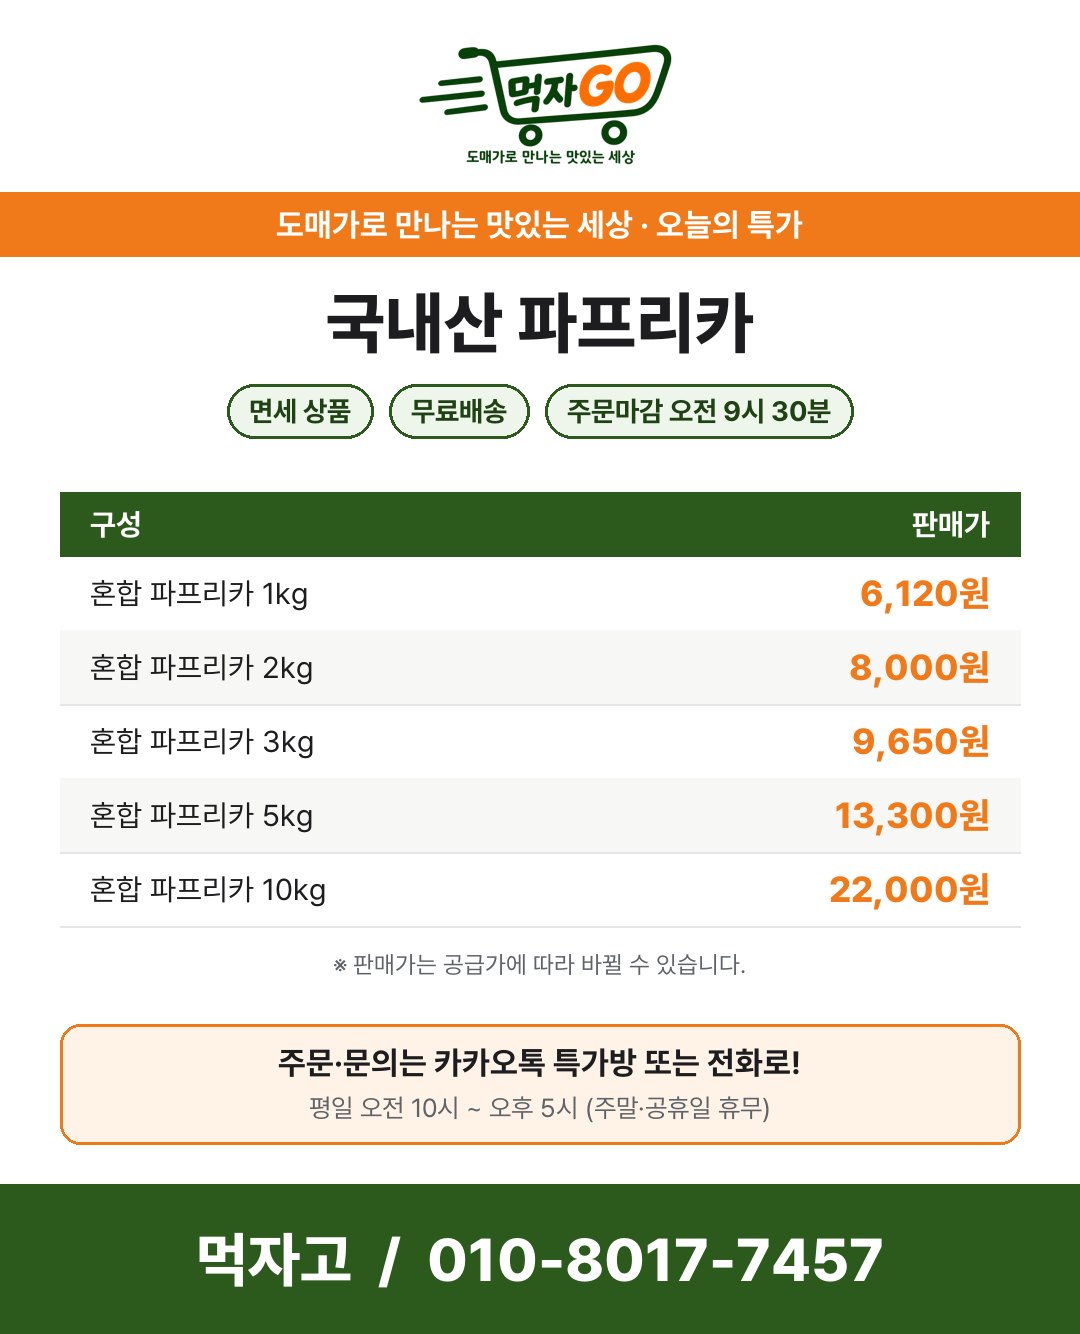 먹자GO
도매가로 만나는 맛있는 세상
도매가로 만나는 맛있는 세상 · 오늘의 특가
국내산 파프리카
면세 상품 무료배송 주문마감 오전 9시 30분
구성 판매가
혼합 파프리카 1kg 6,120원
혼합 파프리카 2kg 8,000원
혼합 파프리카 3kg 9,650원
혼합 파프리카 5kg 13,300원
혼합 파프리카 10kg 22,000원
※ 판매가는 공급가에 따라 바뀔 수 있습니다.
주문·문의는 카카오톡 특가방 또는 전화로!
평일 오전 10시 ~ 오후 5시 (주말·공휴일 휴무)
먹자고 / 010-8017-7457